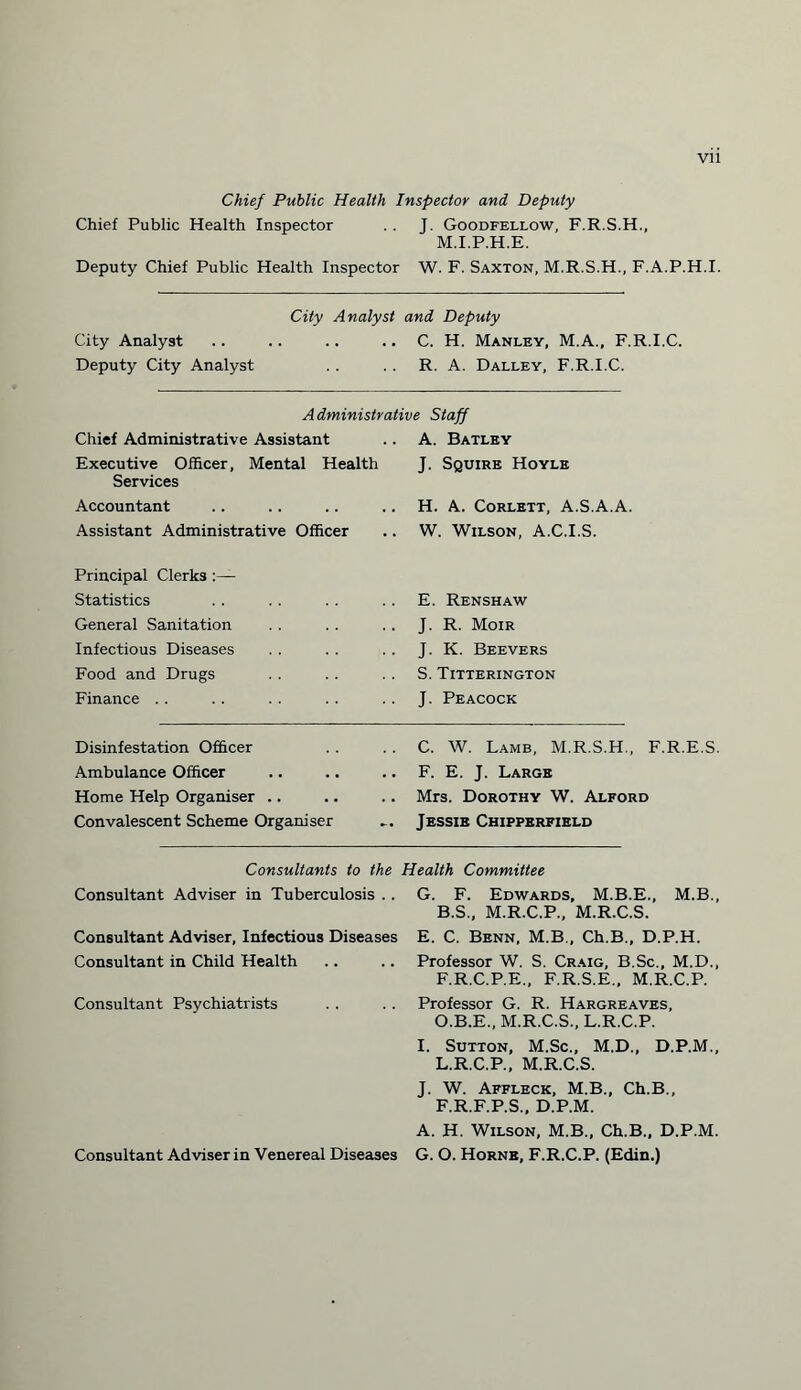 vii
Chief Public Health Inspector and Deputy
Chief Public Health Inspector .. J. Goodfellow, F.R.S.H.,
M.I.P.H.E.
Deputy Chief Public Health Inspector W. F. Saxton, M.R.S.H., F.A.P.H.I.
City Analyst and Deputy
City Analyst .. .. .. .. C. H. Manley, M.A., F.R.I.C.
Deputy City Analyst .. .. R. A. Dalley, F.R.I.C.
Administrative Staff
Chief Administrative Assistant .. A. Batley
Executive Officer, Mental Health J. Squire Hoyle
Services
Accountant .. .. .. .. H. A. Corlett, A.S.A.A.
Assistant Administrative Officer .. W. Wilson, A.C.I.S.
Principal Clerks :—
Statistics .. .. .. .. E. Renshaw
General Sanitation .. .. .. J. R. Moir
Infectious Diseases .. .. .. J. K. Beevers
Food and Drugs .. .. .. S. Titterington
Finance .. .. .. .. .. J. Peacock
Disinfestation Officer .. .. C. W. Lamb, M.R.S.H., F.R.E.S.
Ambulance Officer .. .. .. F. E. J. Large
Home Help Organiser .. .. .. Mrs. Dorothy W. Alford
Convalescent Scheme Organiser .. Jessie Chipperfield
Consultants to the Health Committee
Consultant Adviser in Tuberculosis .. G. F. Edwards, M.B.E., M.B.,
B.S., M.R.C.P., M.R.C.S.
Consultant Adviser, Infectious Diseases E. C. Benn, M.B., Ch.B., D.P.H.
Consultant in Child Health .. .. Professor W. S. Craig, B.Sc., M.D.,
F.R.C.P.E., F.R.S.E., M.R.C.P.
Consultant Psychiatrists .. .. Professor G. R. Hargreaves,
O.B.E., M.R.C.S., L.R.C.P.
I. Sutton, M.Sc., M.D., D.P.M.,
L.R.C.P., M.R.C.S.
J. W. Affleck, M.B., Ch.B.,
F.R.F.P.S., D.P.M.
A. H. Wilson, M.B., Ch.B., D.P.M.
Consultant Adviser in Venereal Diseases G. O. Horne, F.R.C.P. (Edin.)